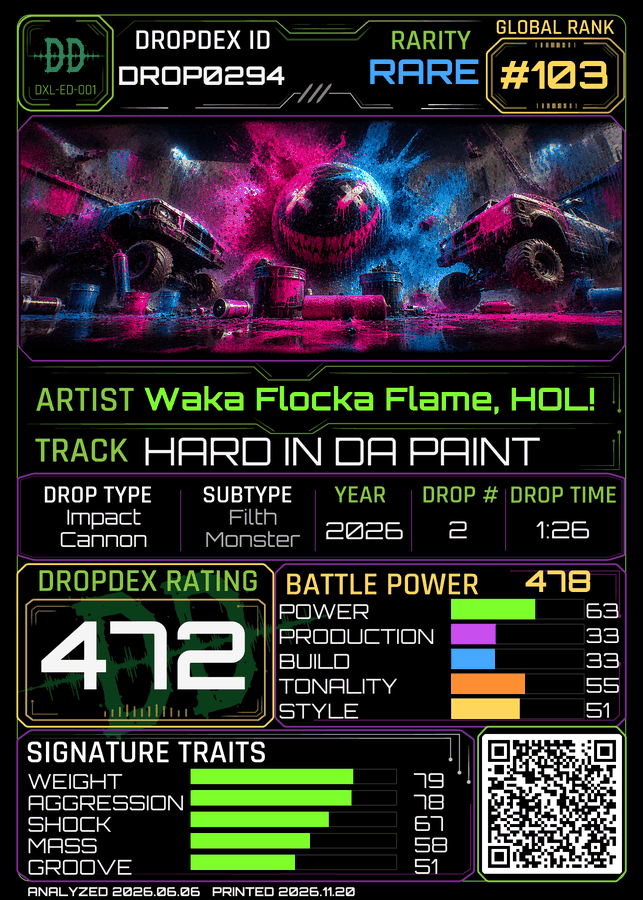 DD
DXL-ED-001
DROPDEX ID
DROP0294
RARITY
RARE
GLOBAL RANK
#103
ARTIST Waka Flocka Flame, HOL!
TRACK HARD IN DA PAINT
DROP TYPE
Impact
Cannon
SUBTYPE
Filth
Monster
YEAR
2026
DROP #
2
DROP TIME
1:26
DROPDEX RATING
472
BATTLE POWER 478
POWER 63
PRODUCTION 33
BUILD 33
TONALITY 55
STYLE 51
SIGNATURE TRAITS
WEIGHT 79
AGGRESSION 78
SHOCK 67
MASS 58
GROOVE 51
ANALYZED 2026.06.06 PRINTED 2026.11.20